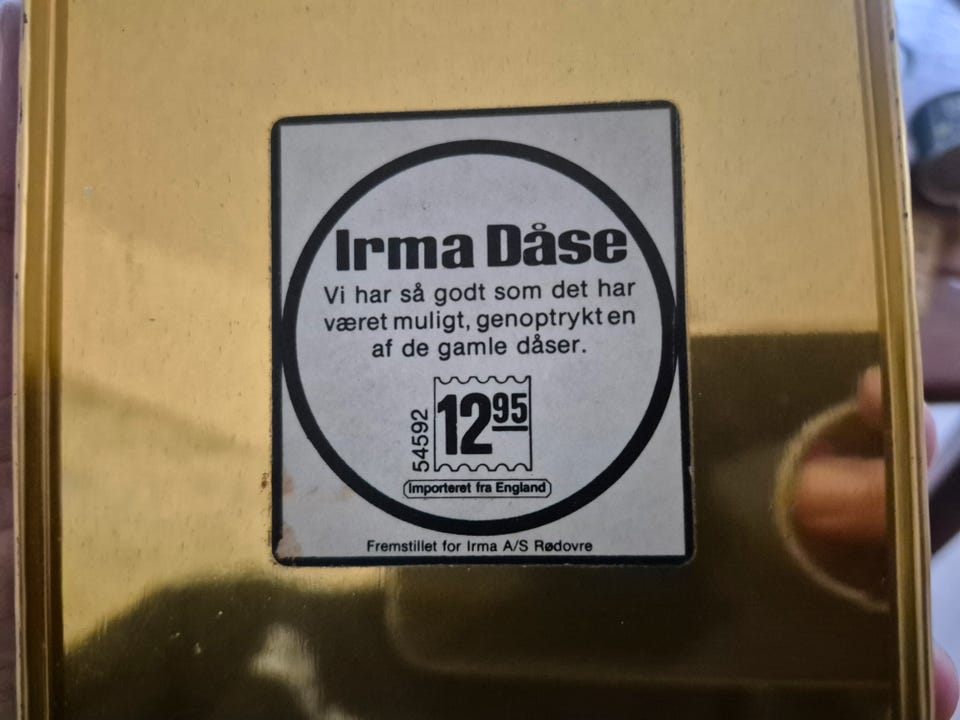 Irma Dåse
Vi har så godt som det har
været muligt, genoptrykt en
af de gamle dåser.
54592
12 95
Importeret fra England
Fremstillet for Irma A/S Rødovre